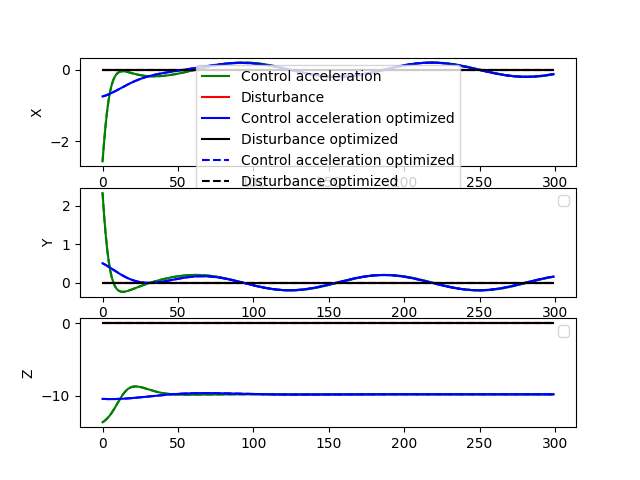 0
−2
X
Control acceleration
Disturbance
Control acceleration optimized
Disturbance optimized
Control acceleration optimized
Disturbance optimized
0 50 100 150 200 250 300
2
1
0
Y
0 50 100 150 200 250 300
0
−10
Z
0 50 100 150 200 250 300